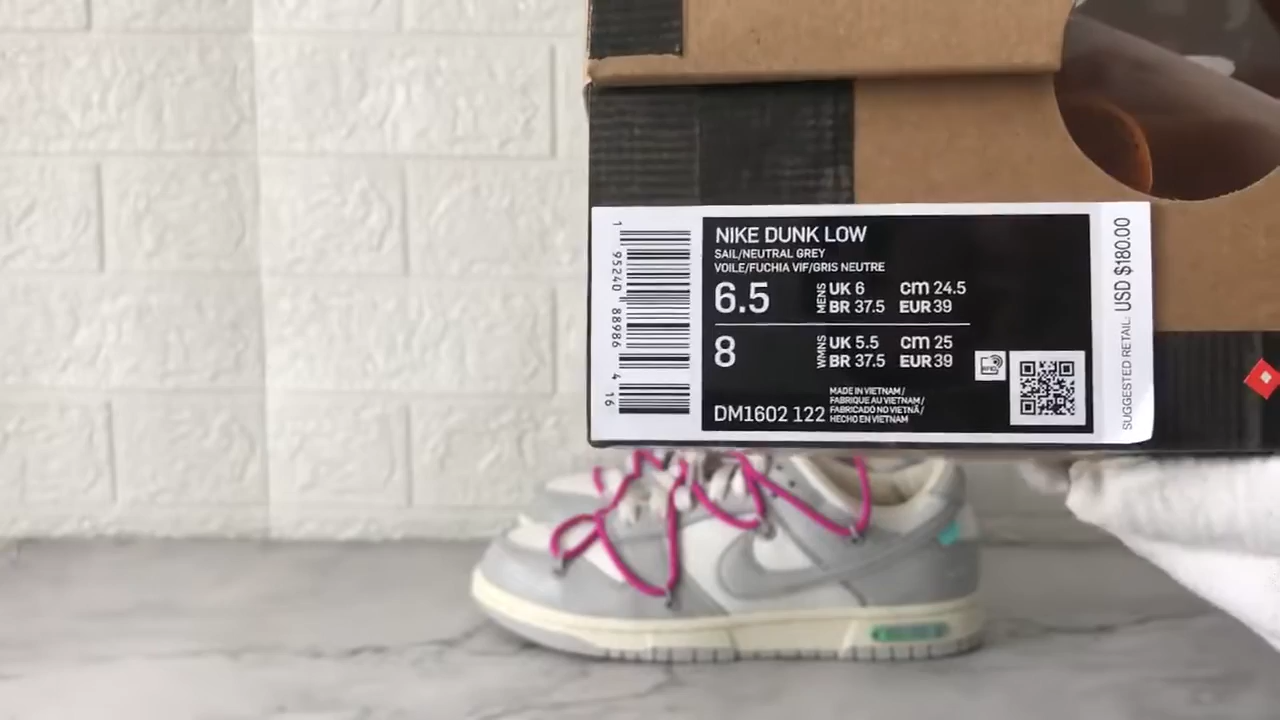 NIKE DUNK LOW
SAIL/NEUTRAL GREY
VOILE/FUCHIA VIF/GRIS NEUTRE
6.5 MENS UK 6 cm 24.5
BR 37.5 EUR 39
8 WMNS UK 5.5 cm 25
BR 37.5 EUR 39
DM1602 122
MADE IN VIETNAM /
FABRIQUE AU VIETNAM /
FABRICADO NO VIETNÃ /
HECHO EN VIETNAM
1 95240 88986 4 16
SUGGESTED RETAIL: USD $180.00